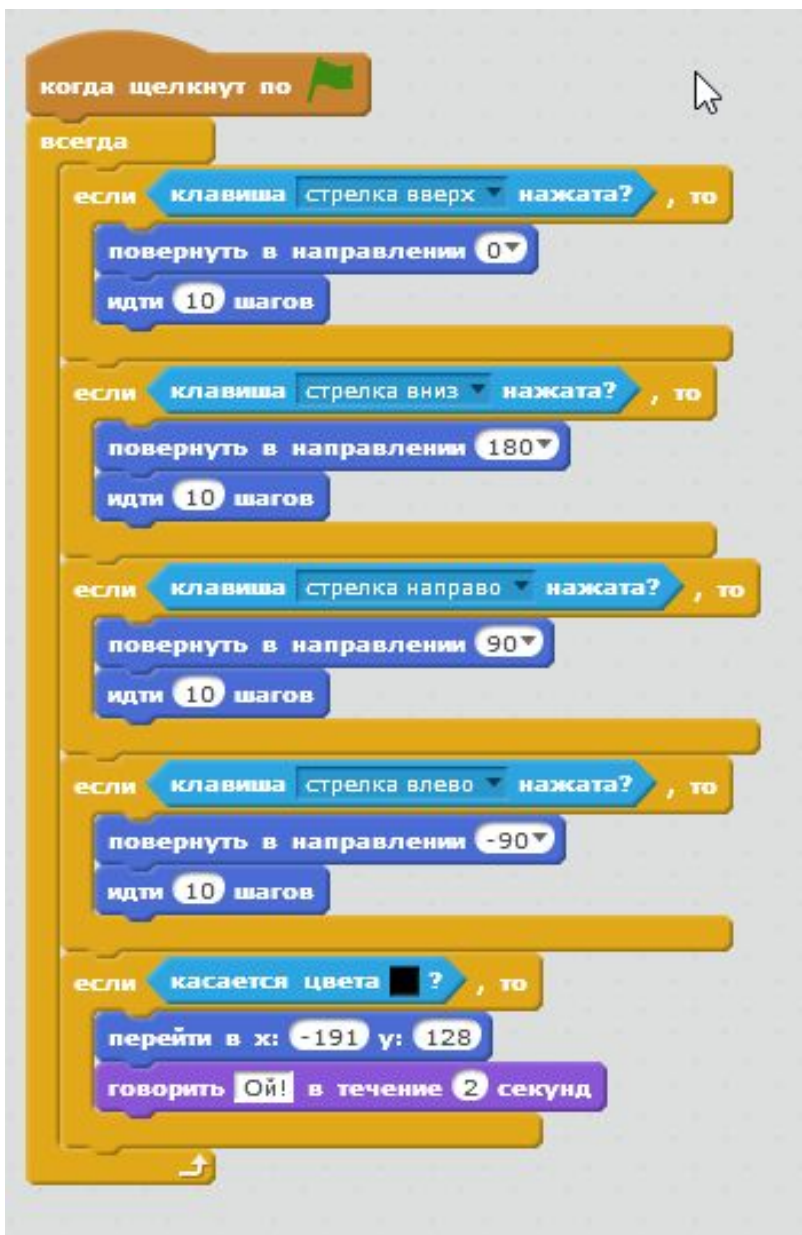 когда щелкнут по
всегда
если клавиша стрелка вверх нажата? , то
повернуть в направлении 0
идти 10 шагов
если клавиша стрелка вниз нажата? , то
повернуть в направлении 180
идти 10 шагов
если клавиша стрелка направо нажата? , то
повернуть в направлении 90
идти 10 шагов
если клавиша стрелка влево нажата? , то
повернуть в направлении -90
идти 10 шагов
если касается цвета ? , то
перейти в x: -191 y: 128
говорить Ой! в течение 2 секунд